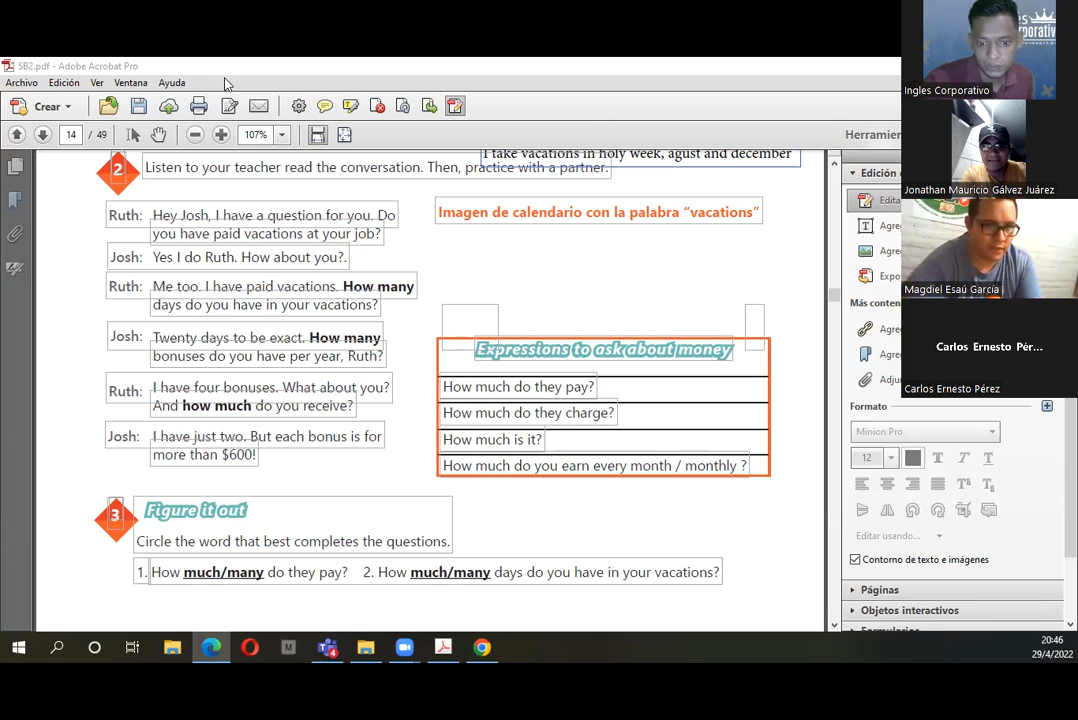 SB2.pdf - Adobe Acrobat Pro
Archivo Edición Ver Ventana Ayuda
Crear
14 / 49
107%
Herramie
I take vacations in holy week, agust and december
2 Listen to your teacher read the conversation. Then, practice with a partner.
Ruth: Hey Josh, I have a question for you. Do
you have paid vacations at your job?
Josh: Yes I do Ruth. How about you?.
Ruth: Me too. I have paid vacations. How many
days do you have in your vacations?
Josh: Twenty days to be exact. How many
bonuses do you have per year, Ruth?
Ruth: I have four bonuses. What about you?
And how much do you receive?
Josh: I have just two. But each bonus is for
more than $600!
Imagen de calendario con la palabra “vacations”
Expressions to ask about money
How much do they pay?
How much do they charge?
How much is it?
How much do you earn every month / monthly ?
3 Figure it out
Circle the word that best completes the questions.
1. How much/many do they pay? 2. How much/many days do you have in your vacations?
Edición
Edita
Agre
Agre
Expo
Más conten
Agre
Agre
Adju
Formato
Minion Pro
12
Editar usando...
Contorno de texto e imágenes
Páginas
Objetos interactivos
orporativo
Ingles Corporativo
Jonathan Mauricio Gálvez Juárez
Magdiel Esaú García
Carlos Ernesto Pér...
Carlos Ernesto Pérez
4
M
20:46
29/4/2022